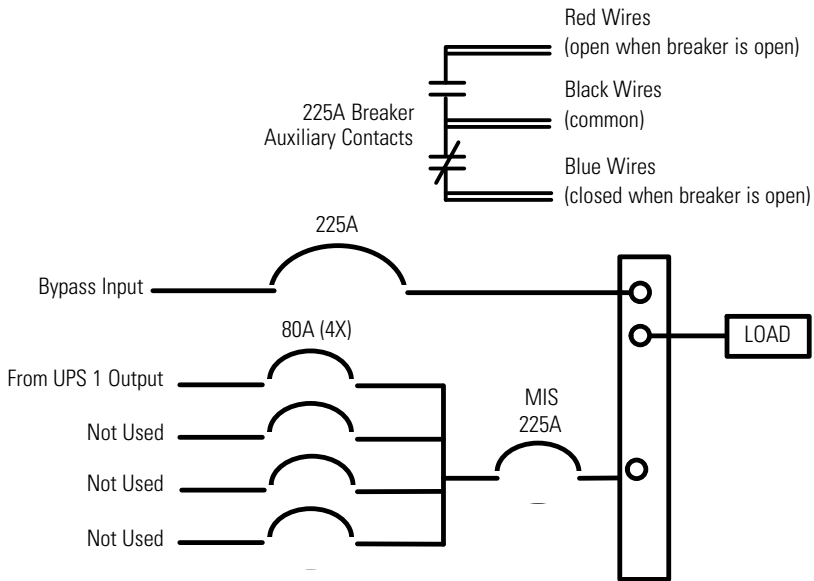 Red Wires
(open when breaker is open)
Black Wires
(common)
225A Breaker
Auxiliary Contacts
Blue Wires
(closed when breaker is open)
225A
Bypass Input
80A (4X)
LOAD
From UPS 1 Output
MIS
225A
Not Used
Not Used
Not Used